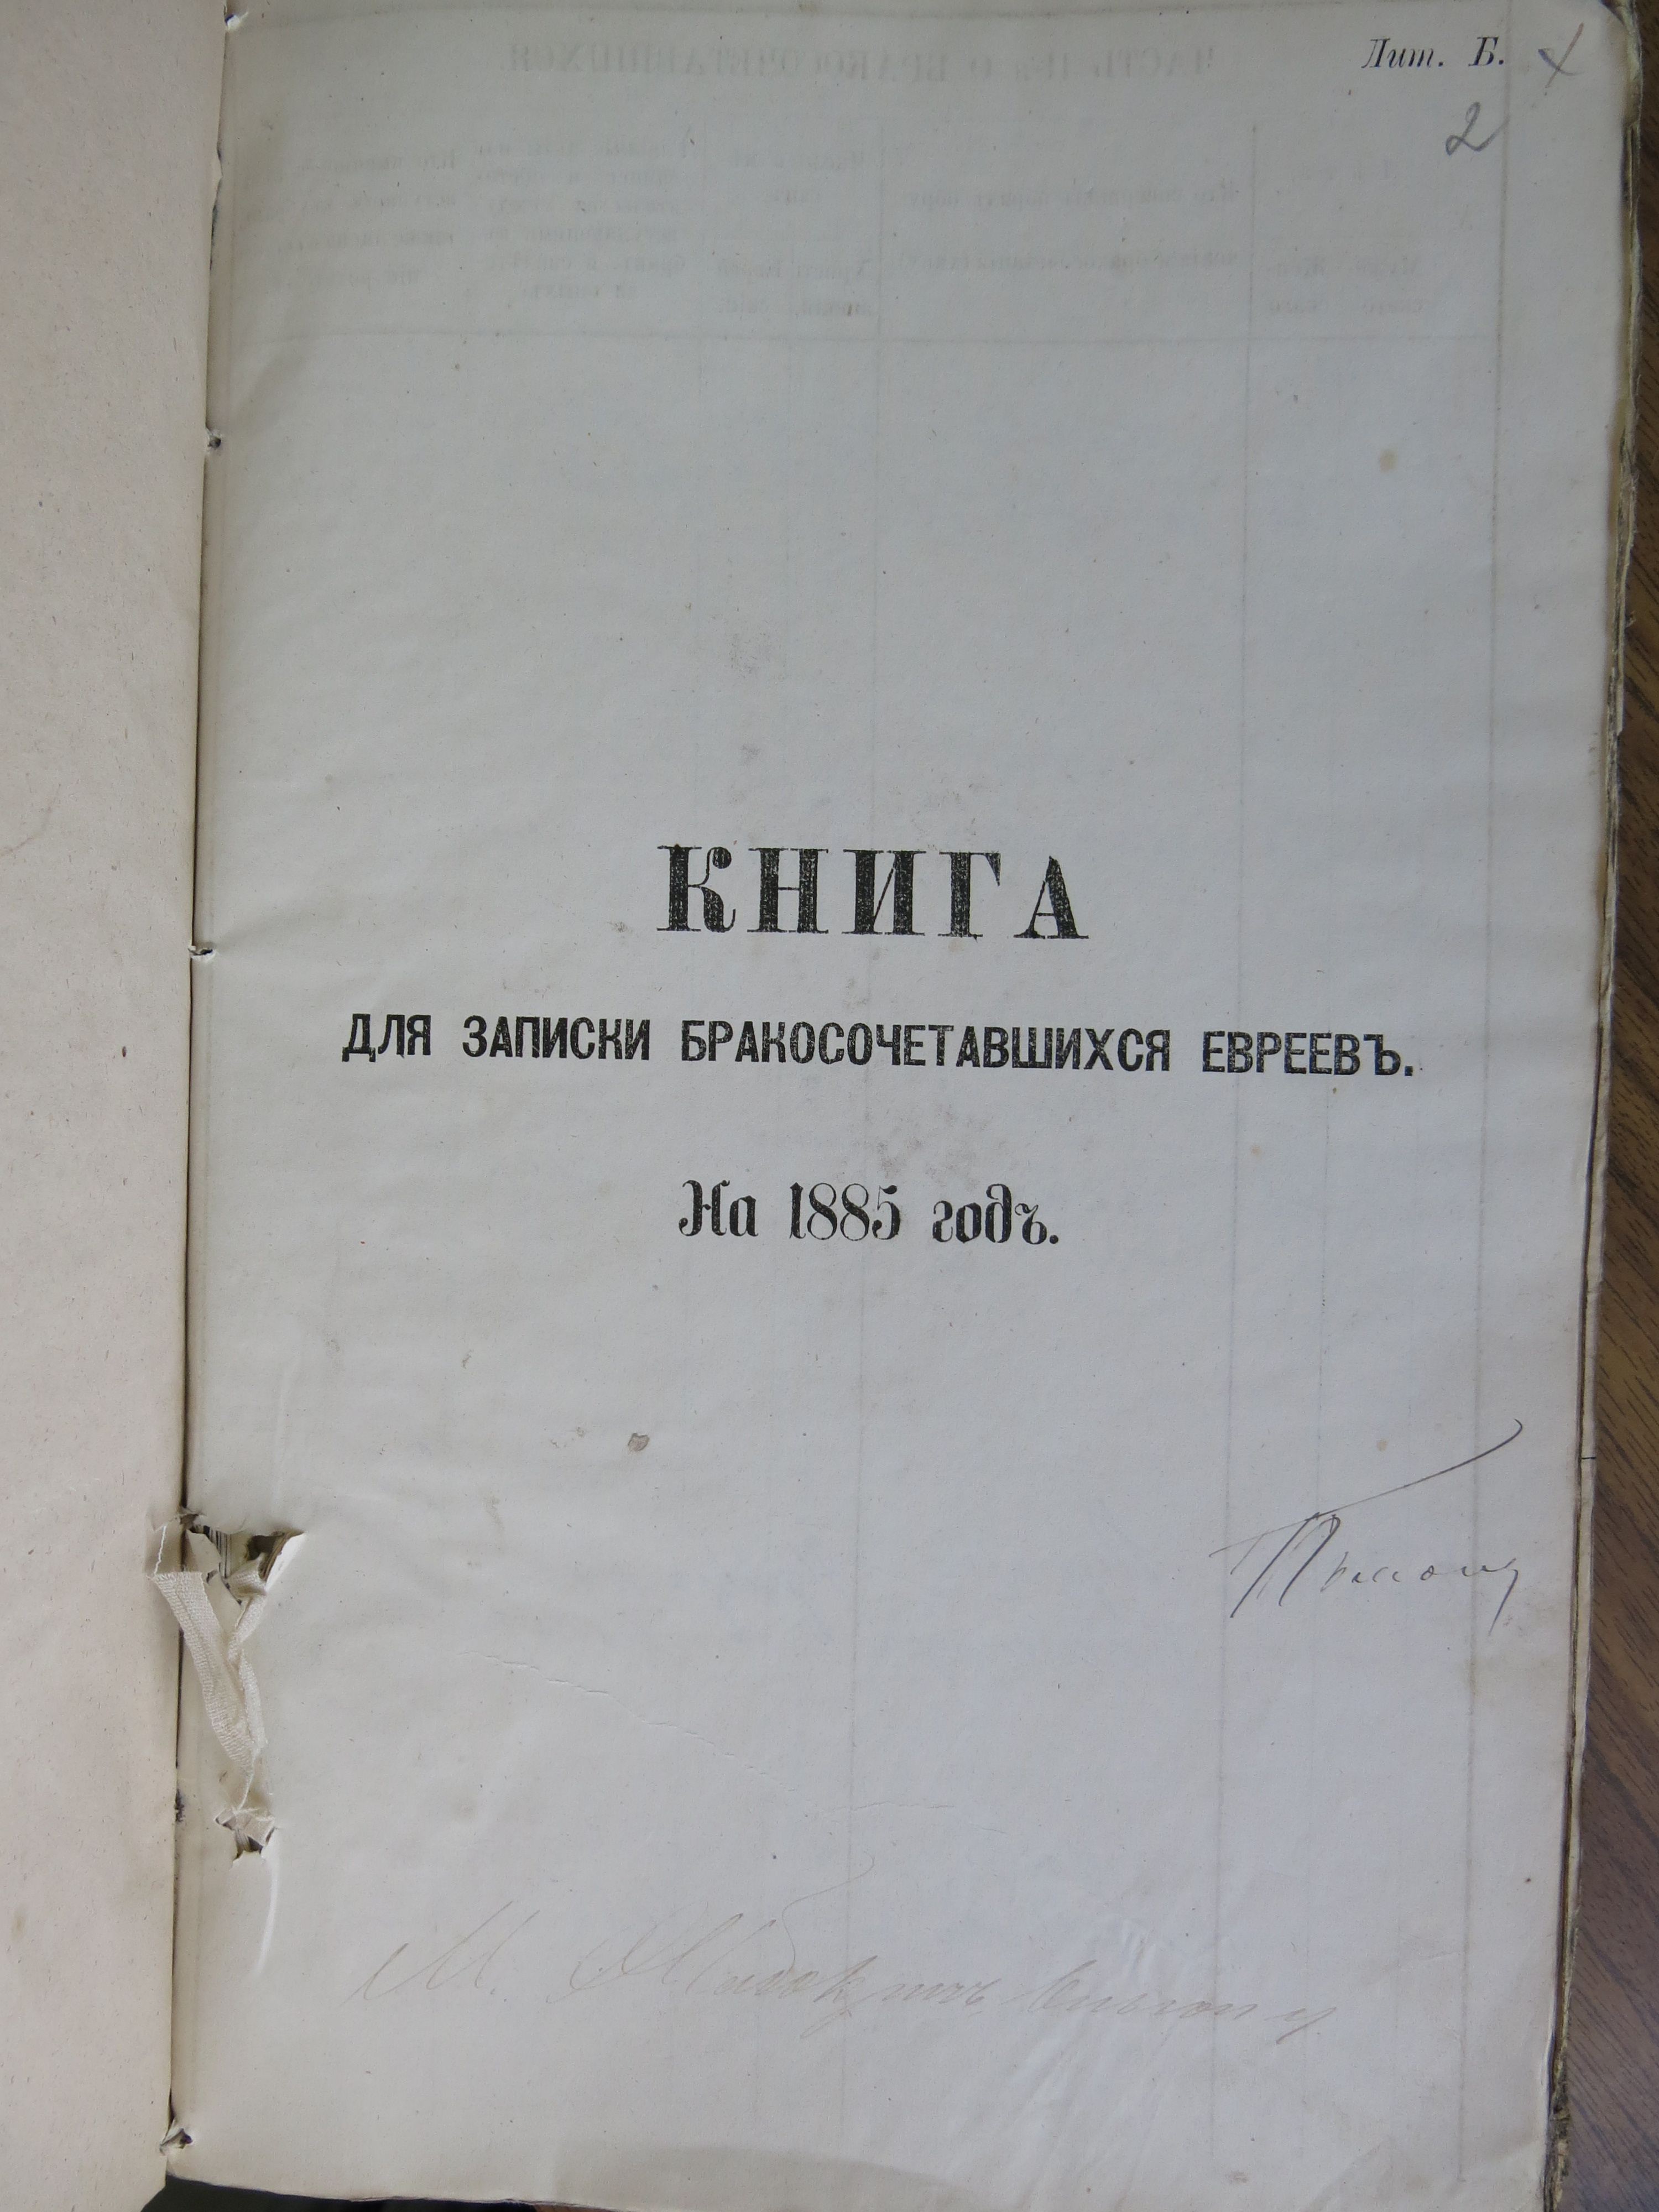 Лит. Б.
2
КНИГА
ДЛЯ ЗАПИСКИ БРАКОСОЧЕТАВШИХСЯ ЕВРЕЕВЪ.
На 1885 годъ.
М.